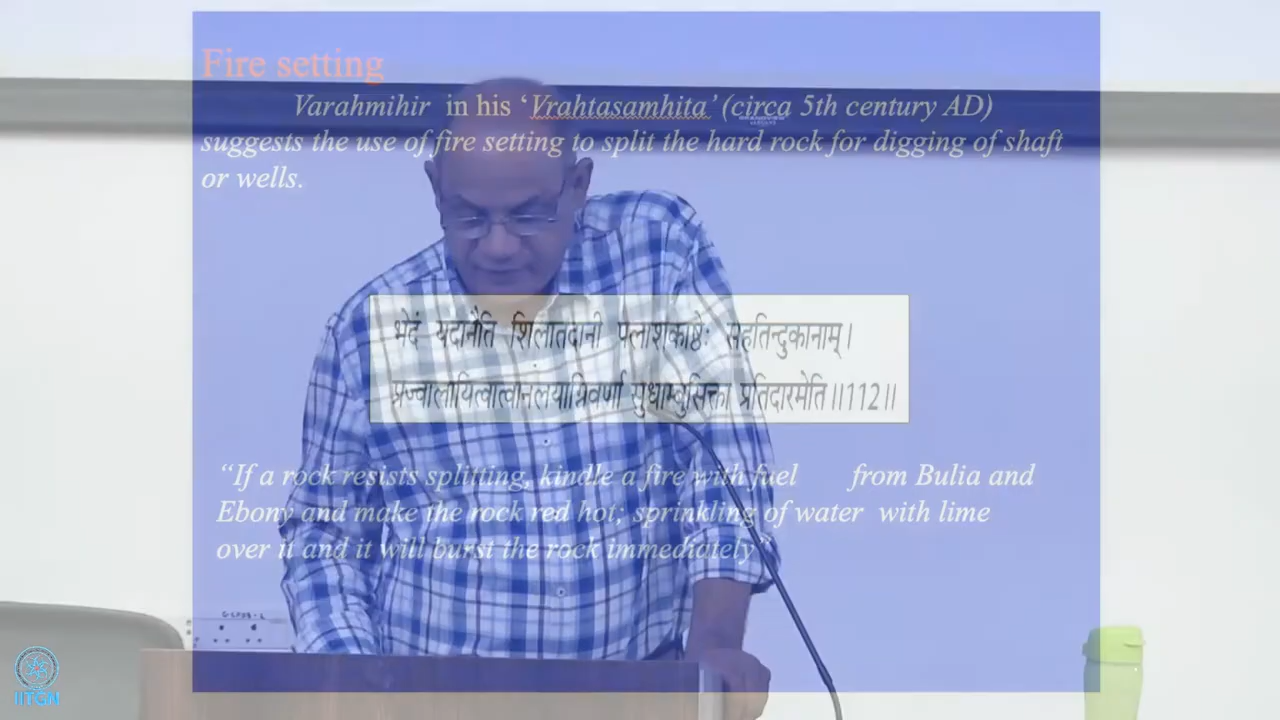 Fire setting
Varahmihir in his ‘Vrahtasamhita’ (circa 5th century AD)
suggests the use of fire setting to split the hard rock for digging of shaft
or wells.
भेदं यदानैति शिलातदानी पलाशकाष्ठेः सहतिन्दुकानाम्।
प्रज्वालायित्वात्वानलयाग्निवर्णा सुधाम्बुसिक्ता प्रतिदारमेति॥112॥
“If a rock resists splitting, kindle a fire with fuel from Bulia and
Ebony and make the rock red hot; sprinkling of water with lime
over it and it will burst the rock immediately”
IITGN